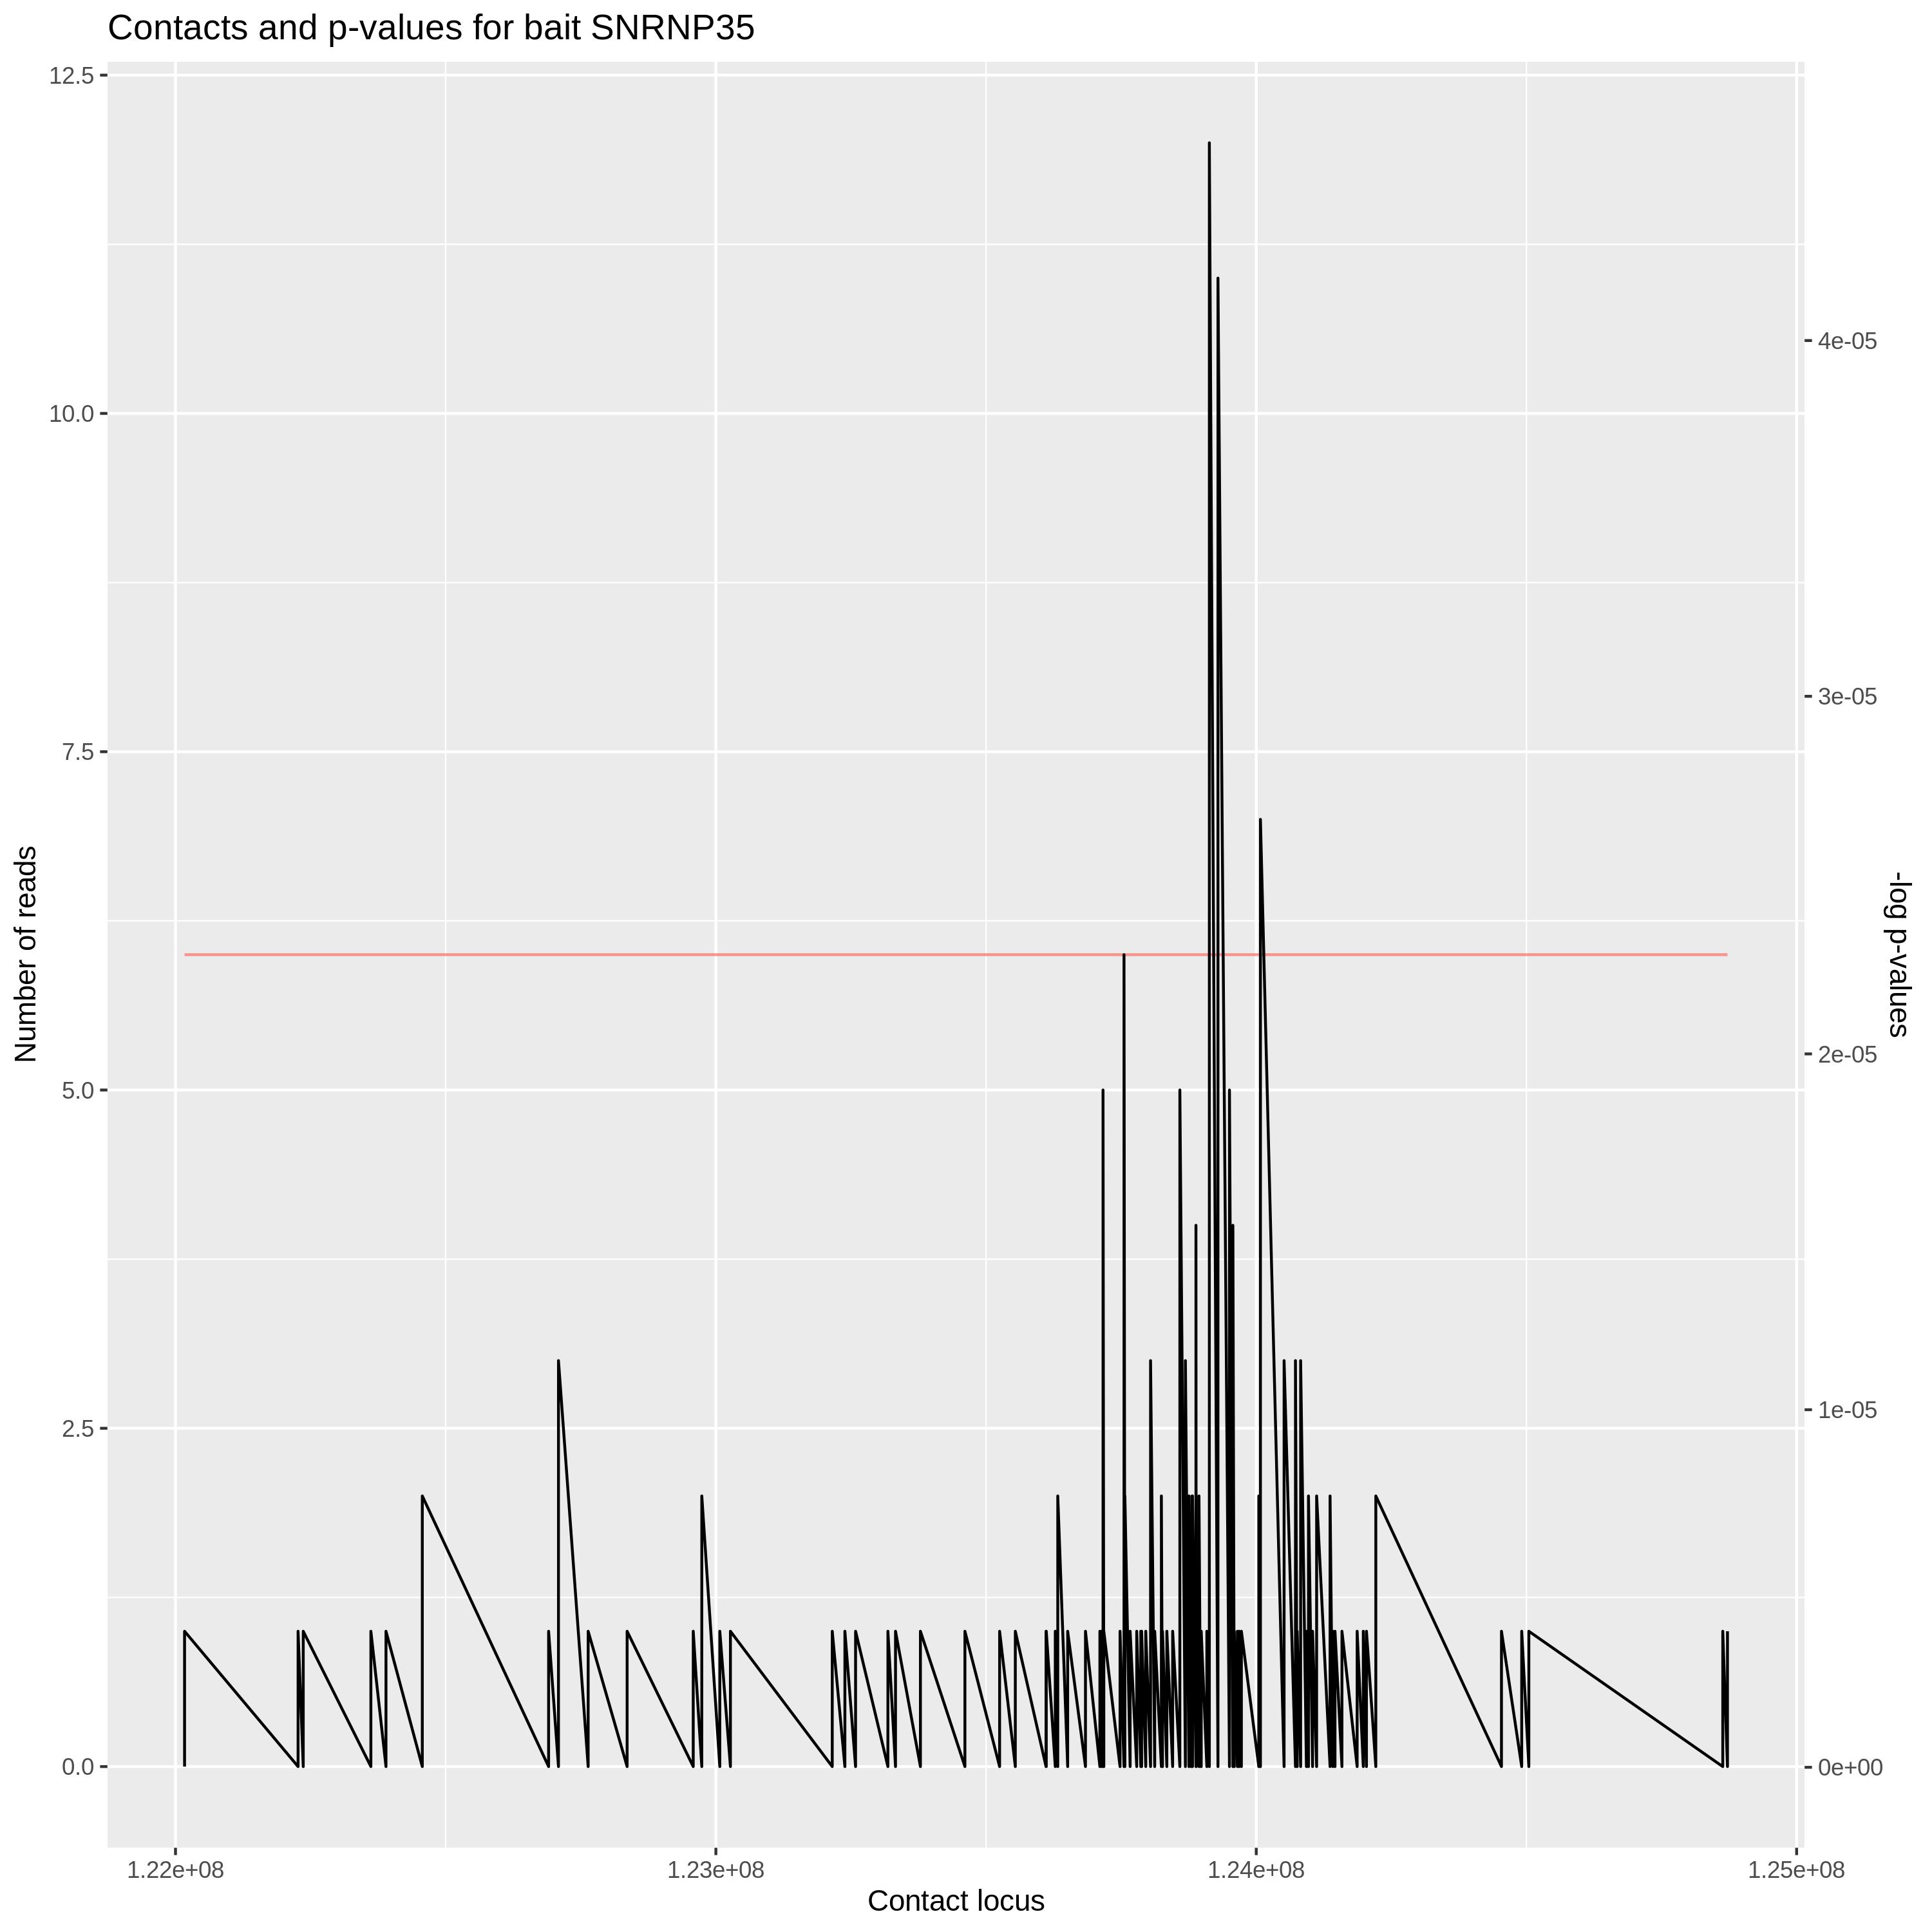 Contacts and p-values for bait SNRNP35
12.5
10.0
7.5
5.0
2.5
0.0
Number of reads
4e-05
3e-05
2e-05
1e-05
0e+00
-log p-values
1.22e+08
1.23e+08
1.24e+08
1.25e+08
Contact locus